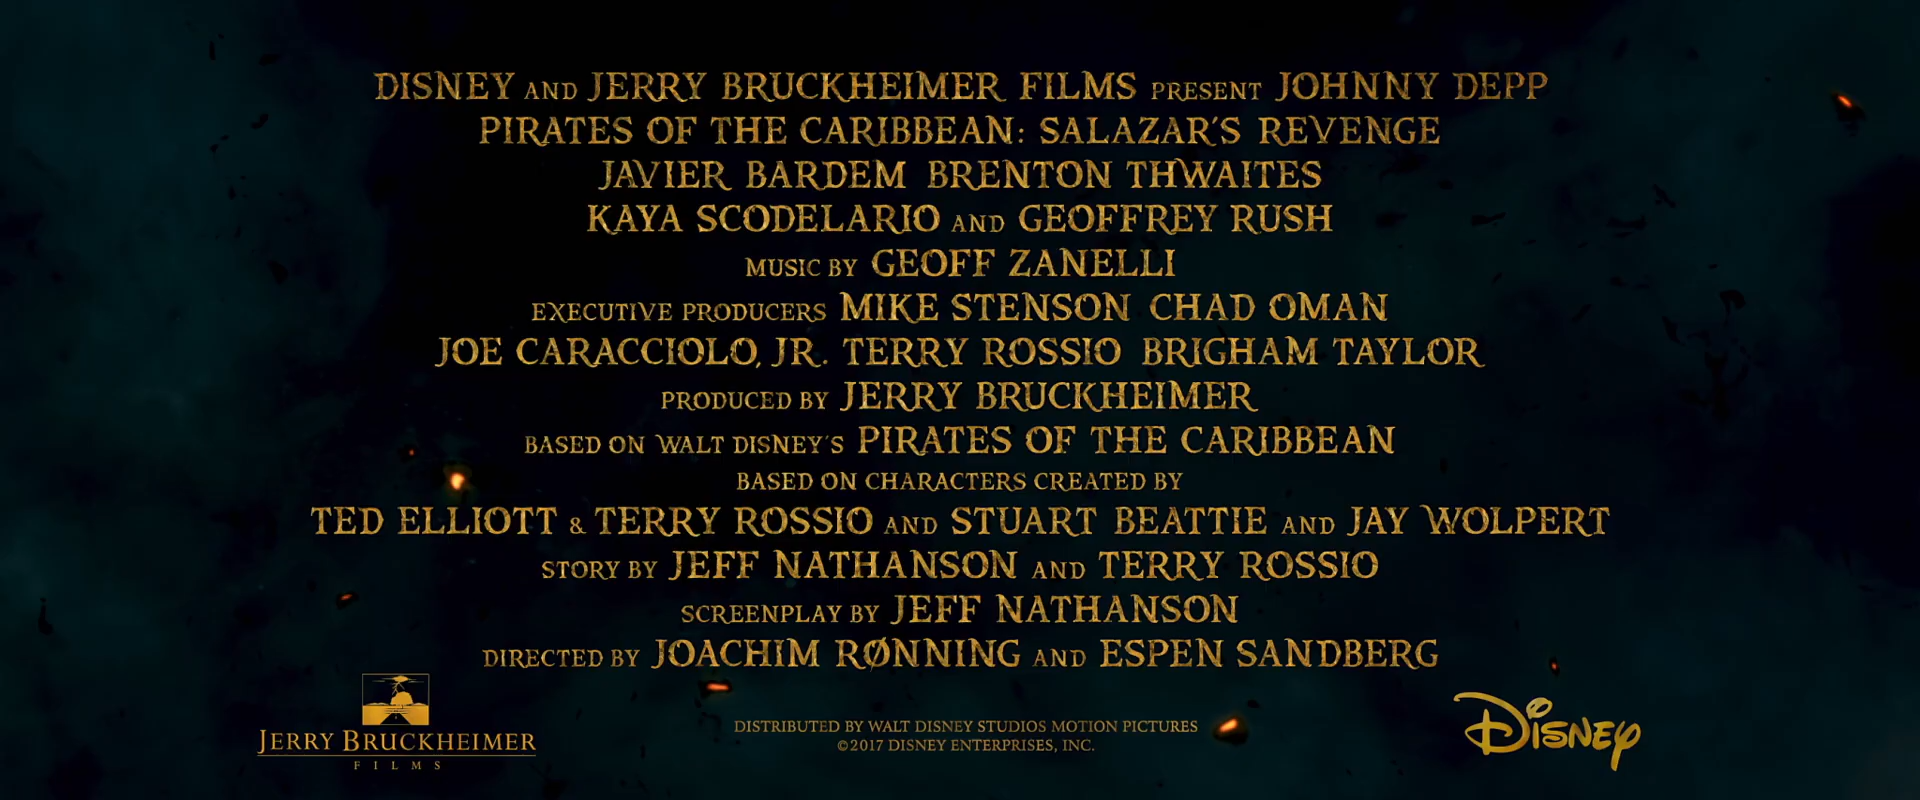 DISNEY AND JERRY BRUCKHEIMER FILMS PRESENT JOHNNY DEPP
PIRATES OF THE CARIBBEAN: SALAZAR'S REVENGE
JAVIER BARDEM BRENTON THWAITES
KAYA SCODELARIO AND GEOFFREY RUSH
MUSIC BY GEOFF ZANELLI
EXECUTIVE PRODUCERS MIKE STENSON CHAD OMAN
JOE CARACCIOLO, JR. TERRY ROSSIO BRIGHAM TAYLOR
PRODUCED BY JERRY BRUCKHEIMER
BASED ON WALT DISNEY'S PIRATES OF THE CARIBBEAN
BASED ON CHARACTERS CREATED BY
TED ELLIOTT & TERRY ROSSIO AND STUART BEATTIE AND JAY WOLPERT
STORY BY JEFF NATHANSON AND TERRY ROSSIO
SCREENPLAY BY JEFF NATHANSON
DIRECTED BY JOACHIM RØNNING AND ESPEN SANDBERG
JERRY BRUCKHEIMER
FILMS
DISTRIBUTED BY WALT DISNEY STUDIOS MOTION PICTURES
©2017 DISNEY ENTERPRISES, INC.
DISNEY